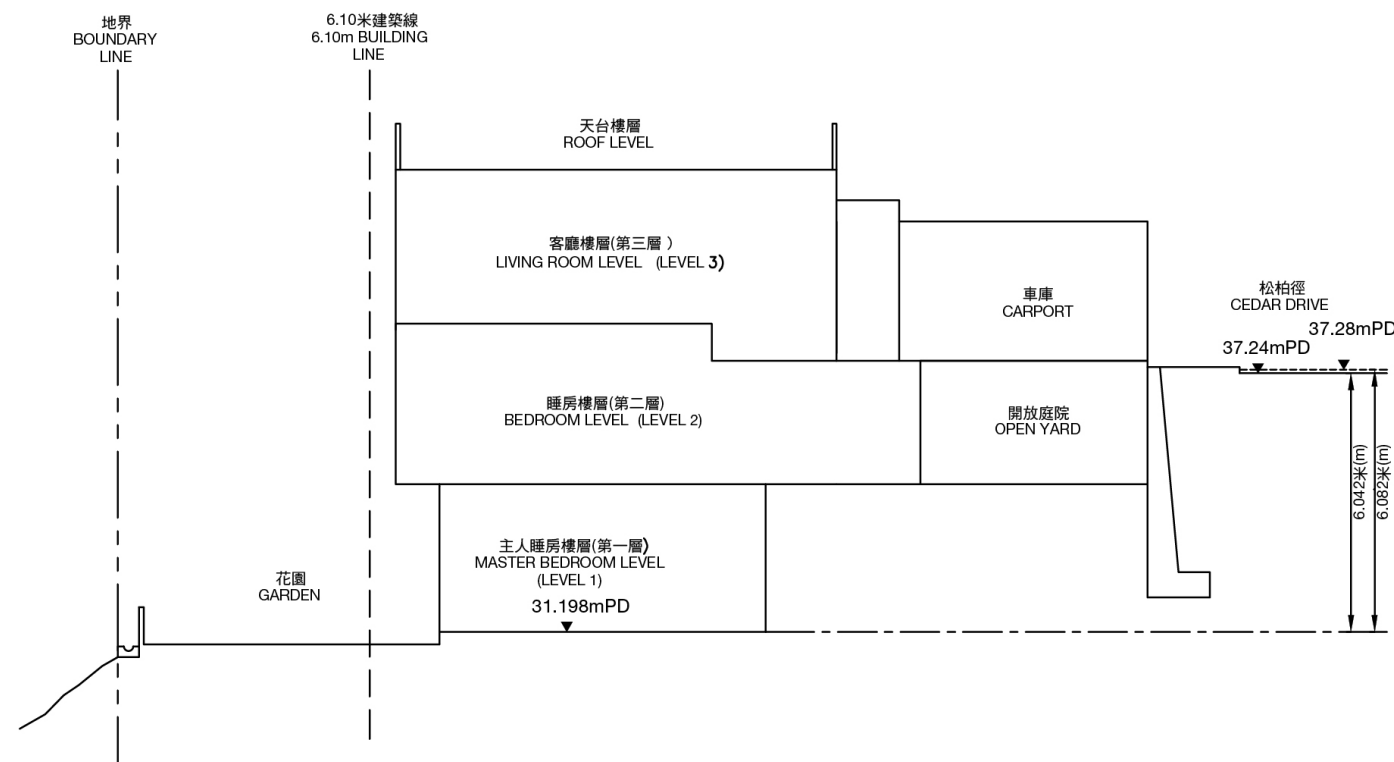 地界
BOUNDARY
LINE
6.10米建築線
6.10m BUILDING
LINE
天台樓層
ROOF LEVEL
客廳樓層(第三層 )
LIVING ROOM LEVEL (LEVEL 3)
車庫
CARPORT
松柏徑
CEDAR DRIVE
37.28mPD
37.24mPD
睡房樓層(第二層)
BEDROOM LEVEL (LEVEL 2)
開放庭院
OPEN YARD
6.042米(m)
6.082米(m)
主人睡房樓層(第一層)
MASTER BEDROOM LEVEL
(LEVEL 1)
31.198mPD
花園
GARDEN